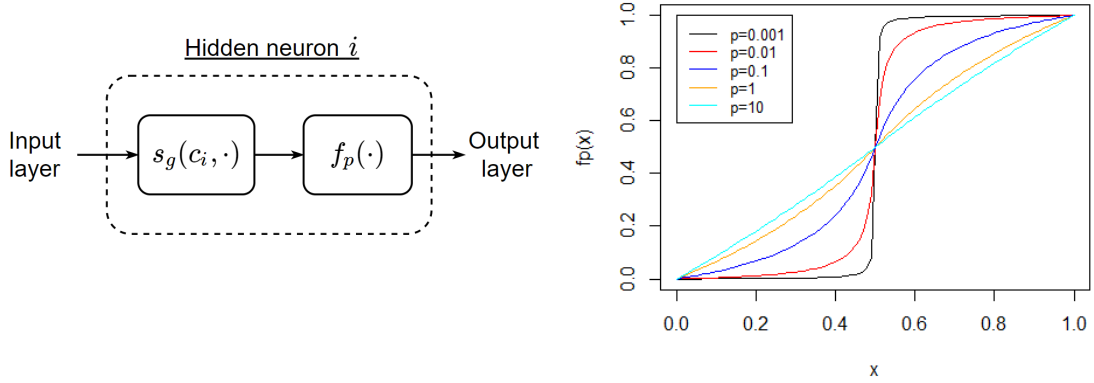 Hidden neuron i
Input
layer
s_g(c_i, ·)
f_p(·)
Output
layer
fp(x)
0.0
0.2
0.4
0.6
0.8
1.0
p=0.001
p=0.01
p=0.1
p=1
p=10
0.0 0.2 0.4 0.6 0.8 1.0
x